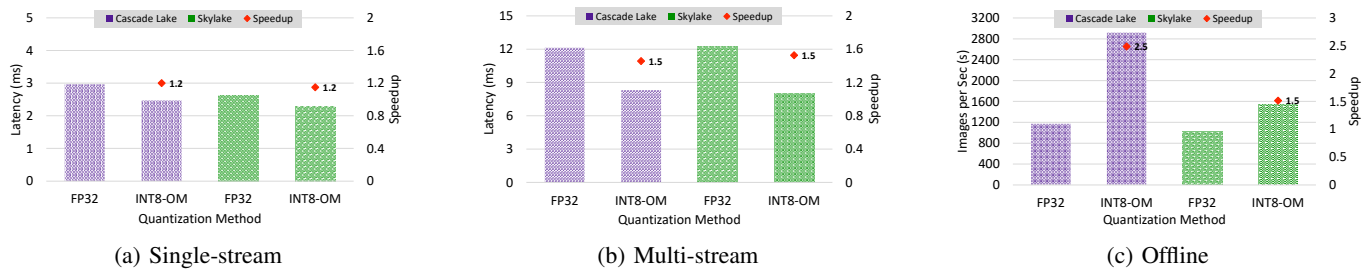 Cascade Lake Skylake Speedup
5
4
3
2
1
0
Latency (ms)
2
1.6
1.2
0.8
0.4
0
Speedup
1.2
1.2
FP32 INT8-OM FP32 INT8-OM
Quantization Method
(a) Single-stream
Cascade Lake Skylake Speedup
15
12
9
6
3
0
Latency (ms)
2
1.6
1.2
0.8
0.4
0
Speedup
1.5
1.5
FP32 INT8-OM FP32 INT8-OM
Quantization Method
(b) Multi-stream
Cascade Lake Skylake Speedup
3200
2800
2400
2000
1600
1200
800
400
0
Images per Sec (s)
3
2.5
2
1.5
1
0.5
0
Speedup
2.5
1.5
FP32 INT8-OM FP32 INT8-OM
Quantization Method
(c) Offline